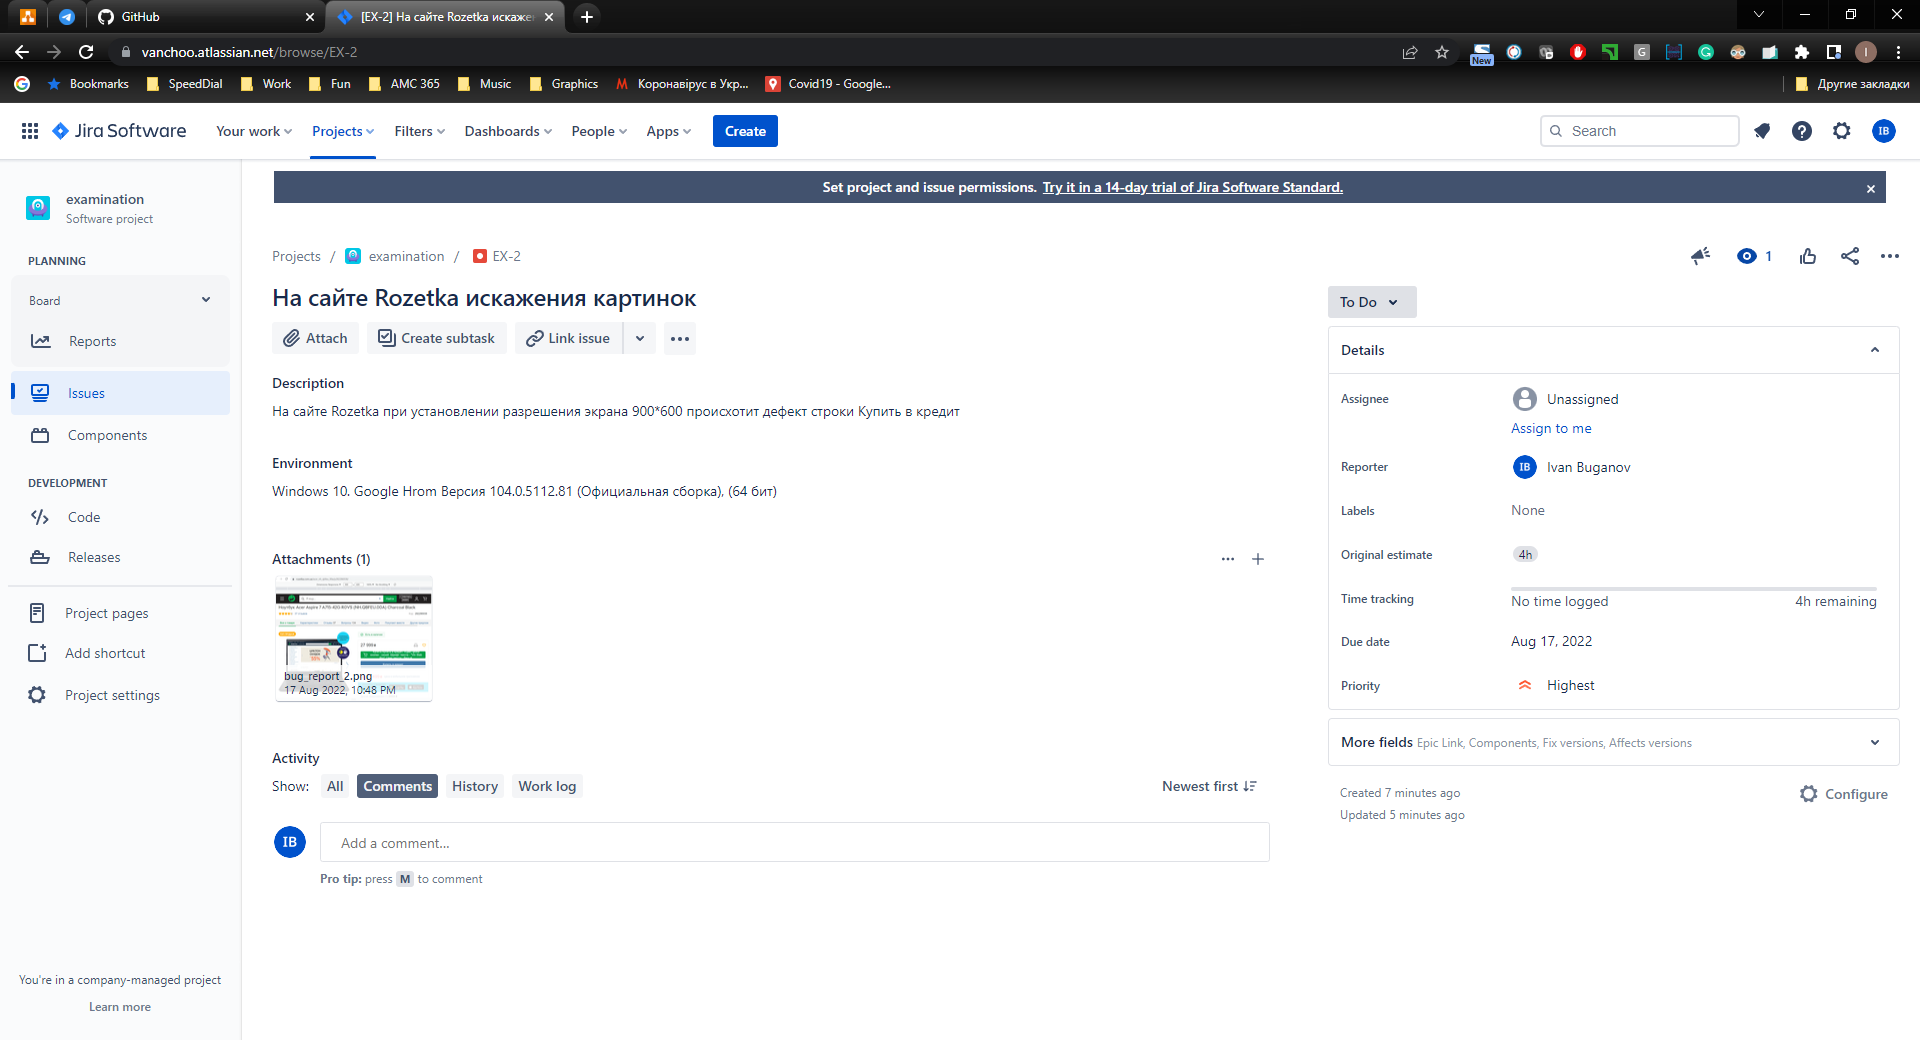 GitHub
[EX-2] На сайте Rozetka искаже
vanchoo.atlassian.net/browse/EX-2
New
Bookmarks SpeedDial Work Fun AMC 365 Music Graphics Коронавірус в Укр... Covid19 - Google... Другие закладки
Jira Software Your work Projects Filters Dashboards People Apps Create Search IB
examination
Software project
PLANNING
Board
Reports
Issues
Components
DEVELOPMENT
Code
Releases
Project pages
Add shortcut
Project settings
You're in a company-managed project
Learn more
Set project and issue permissions. Try it in a 14-day trial of Jira Software Standard.
Projects / examination / EX-2
1
На сайте Rozetka искажения картинок
Attach Create subtask Link issue
Description
На сайте Rozetka при установлении разрешения экрана 900*600 происхотит дефект строки Купить в кредит
Environment
Windows 10. Google Hrom Версия 104.0.5112.81 (Официальная сборка), (64 бит)
Attachments (1)
bug_report_2.png
17 Aug 2022, 10:48 PM
Activity
Show: All Comments History Work log Newest first
IB Add a comment...
Pro tip: press M to comment
To Do
Details
Assignee Unassigned
Assign to me
Reporter IB Ivan Buganov
Labels None
Original estimate 4h
Time tracking No time logged 4h remaining
Due date Aug 17, 2022
Priority Highest
More fields Epic Link, Components, Fix versions, Affects versions
Created 7 minutes ago
Configure
Updated 5 minutes ago